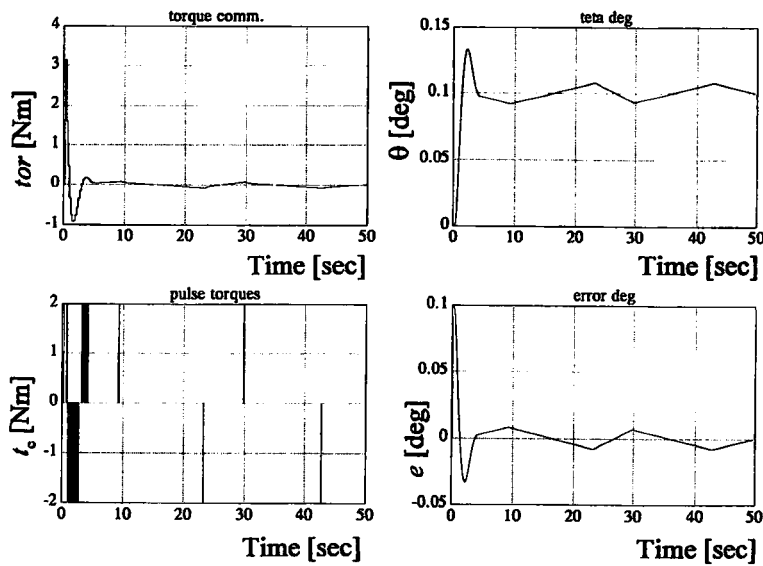 torque comm.
4
3
2
1
0
-1
tor [Nm]
0 10 20 30 40 50
Time [sec]
teta deg
0.15
0.10
0.05
0
θ [deg]
0 10 20 30 40 50
Time [sec]
pulse torques
2
1
0
-1
-2
t_c [Nm]
0 10 20 30 40 50
Time [sec]
error deg
0.1
0.05
0
-0.05
e [deg]
0 10 20 30 40 50
Time [sec]